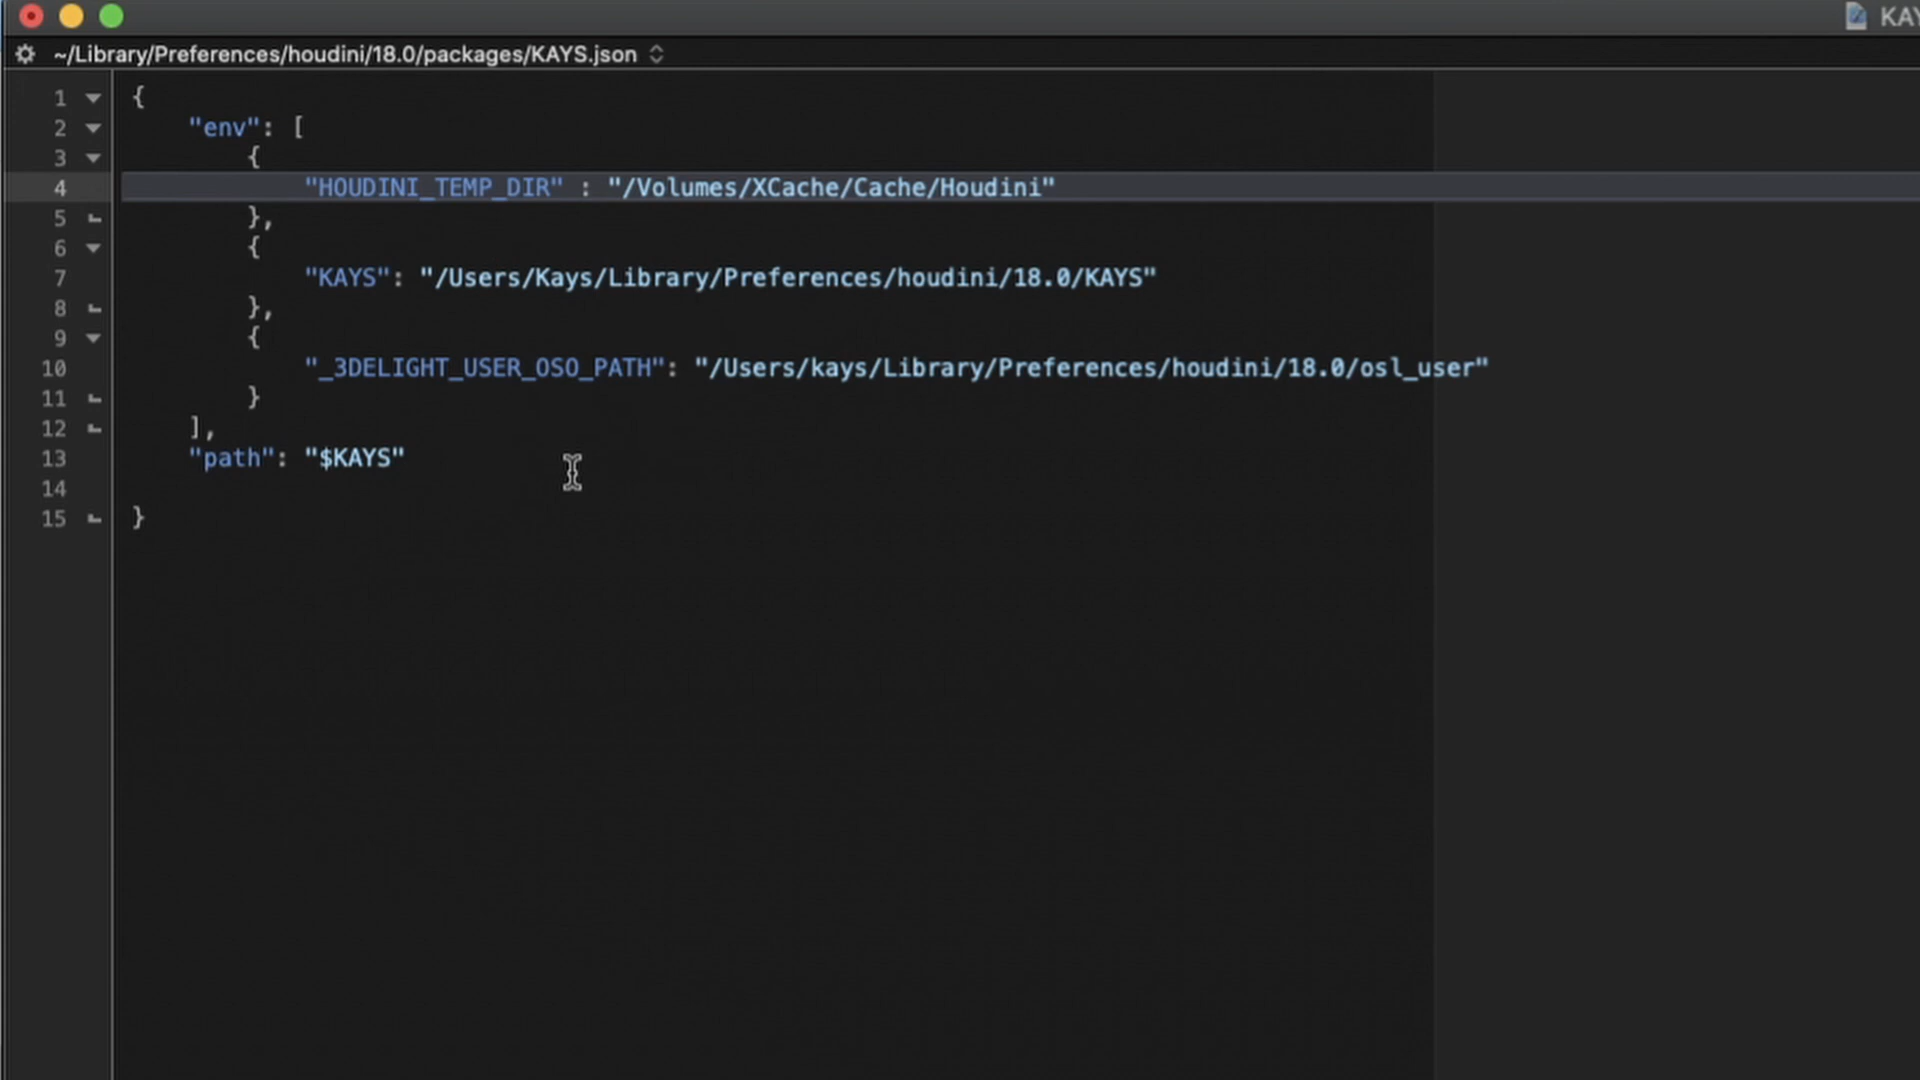 KAY
~/Library/Preferences/houdini/18.0/packages/KAYS.json
1 {
2 "env": [
3 {
4 "HOUDINI_TEMP_DIR" : "/Volumes/XCache/Cache/Houdini"
5 },
6 {
7 "KAYS": "/Users/Kays/Library/Preferences/houdini/18.0/KAYS"
8 },
9 {
10 "_3DELIGHT_USER_OSO_PATH": "/Users/kays/Library/Preferences/houdini/18.0/osl_user"
11 }
12 ],
13 "path": "$KAYS"
14
15 }